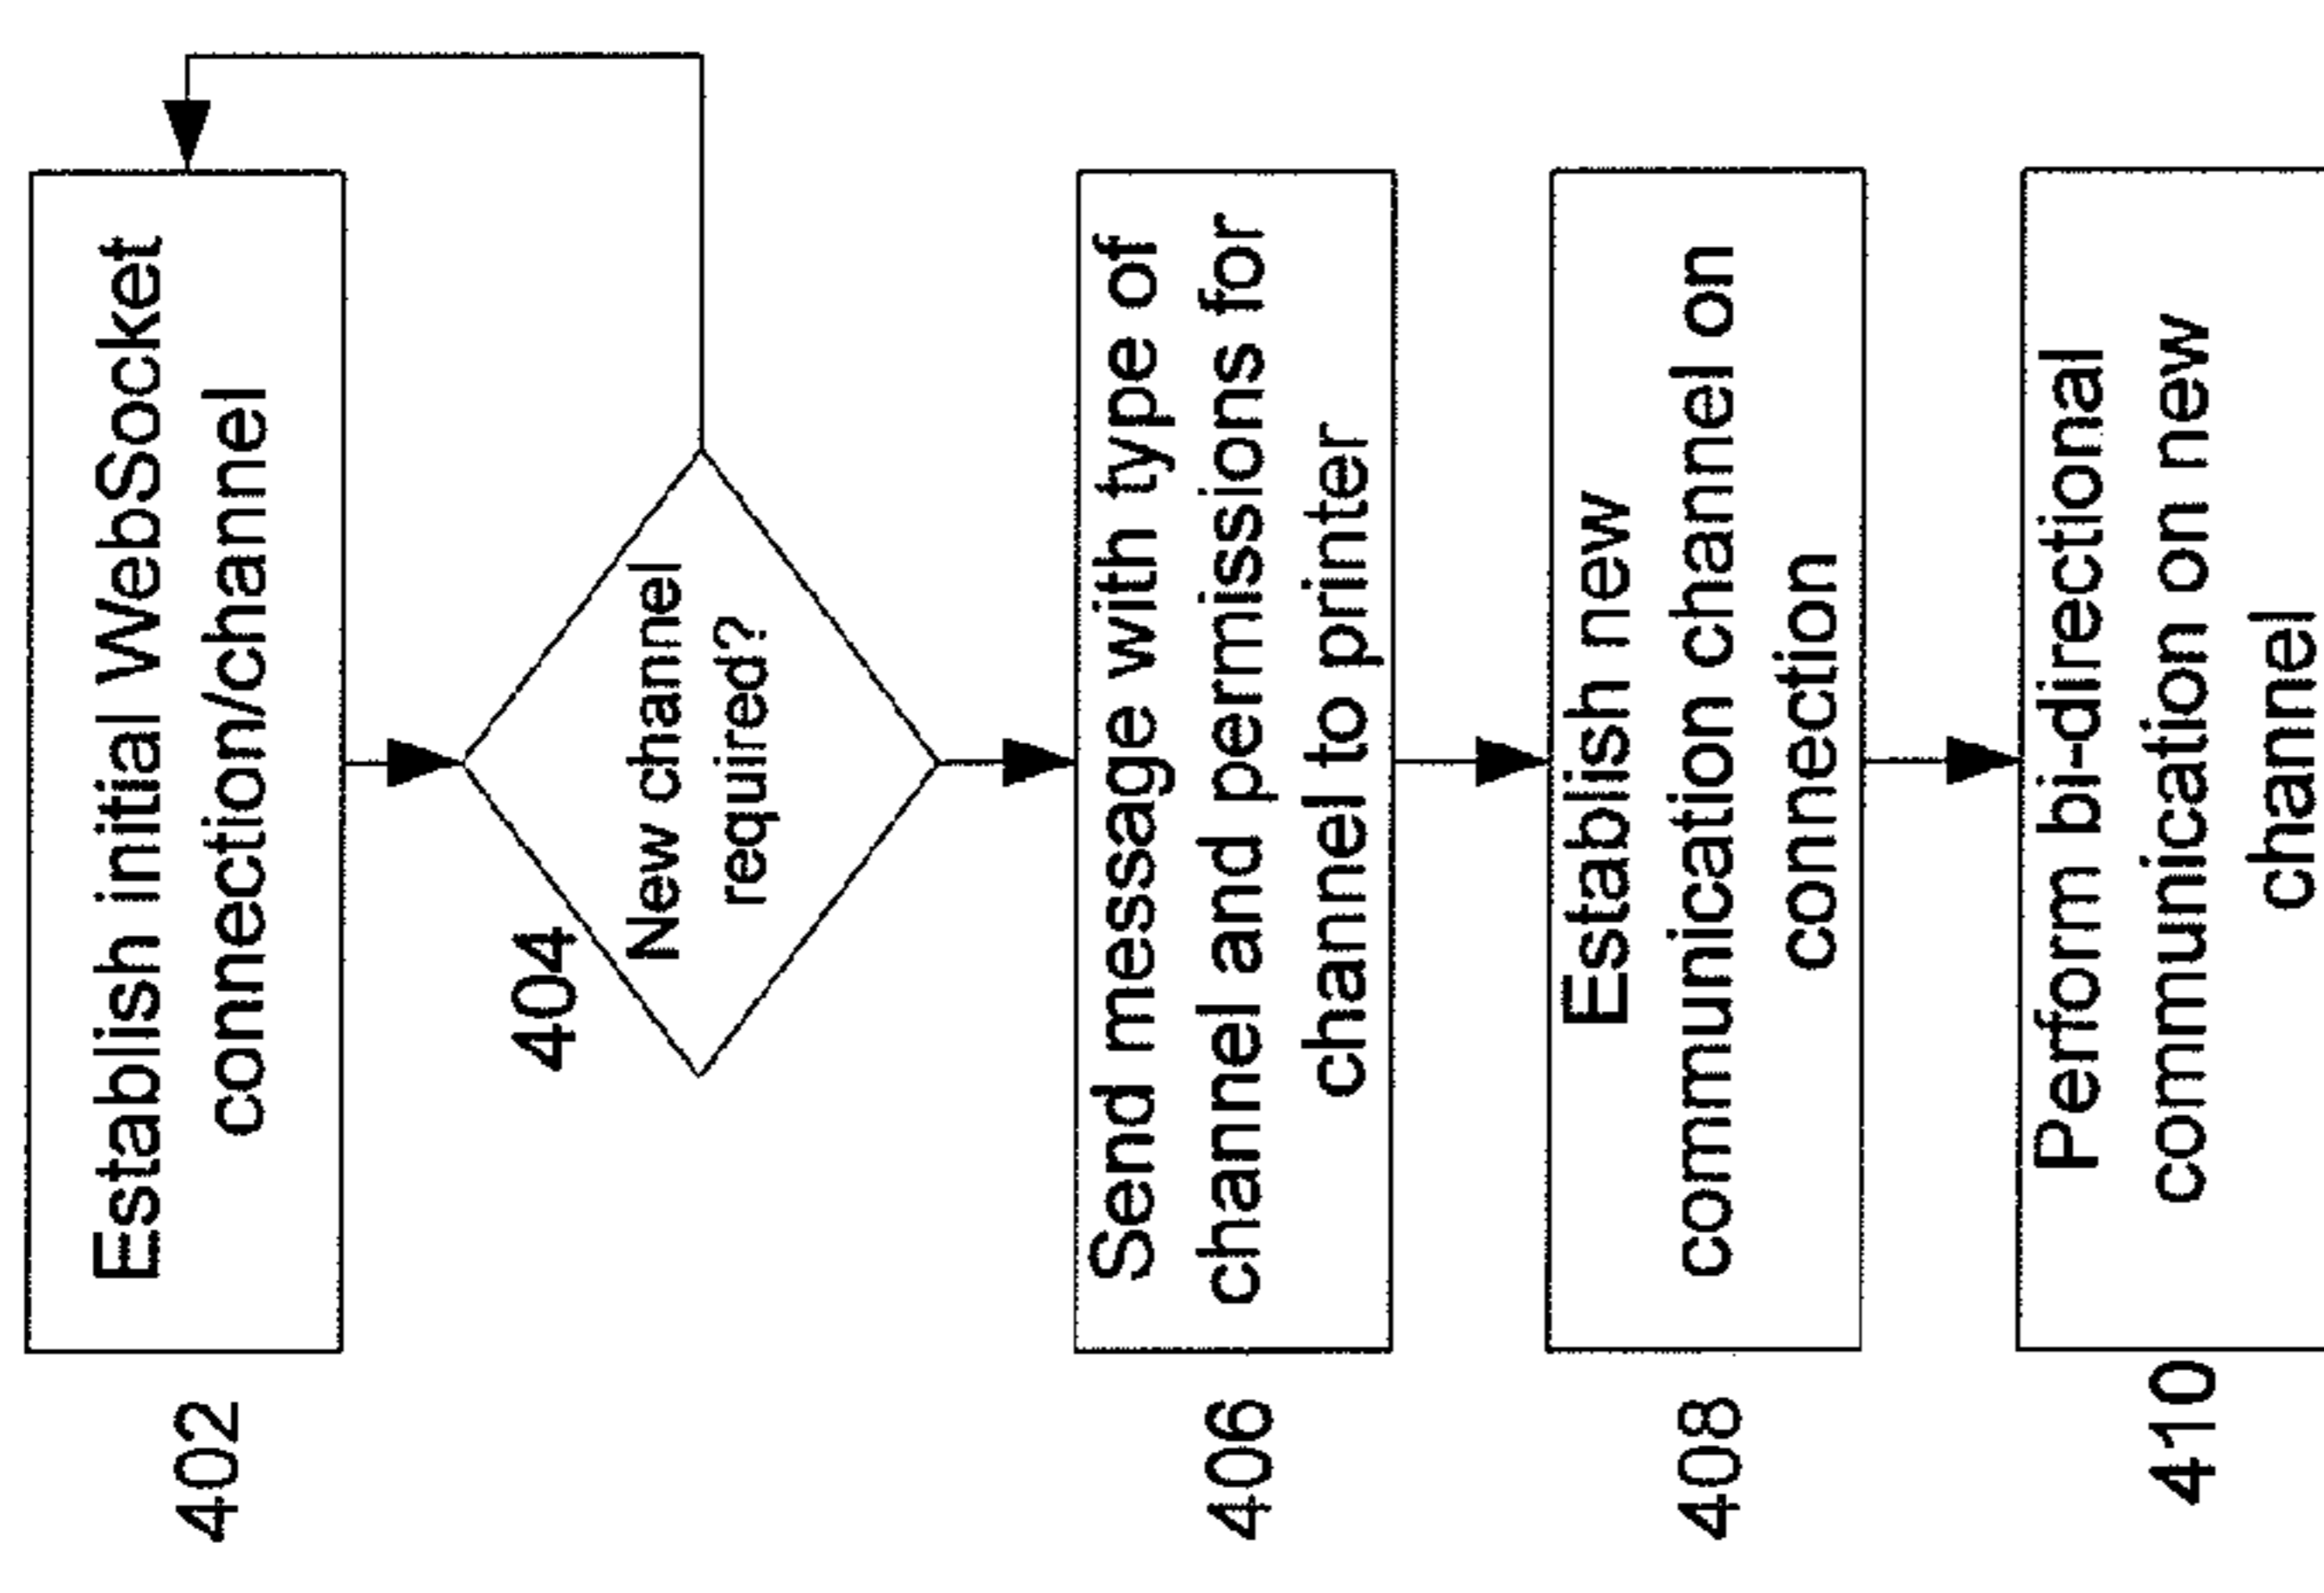 402
Establish initial WebSocket
connection/channel
404
New channel
required?
406
Send message with type of
channel and permissions for
channel to printer
408
Establish new
communication channel on
connection
410
Perform bi-directional
communication on new
channel